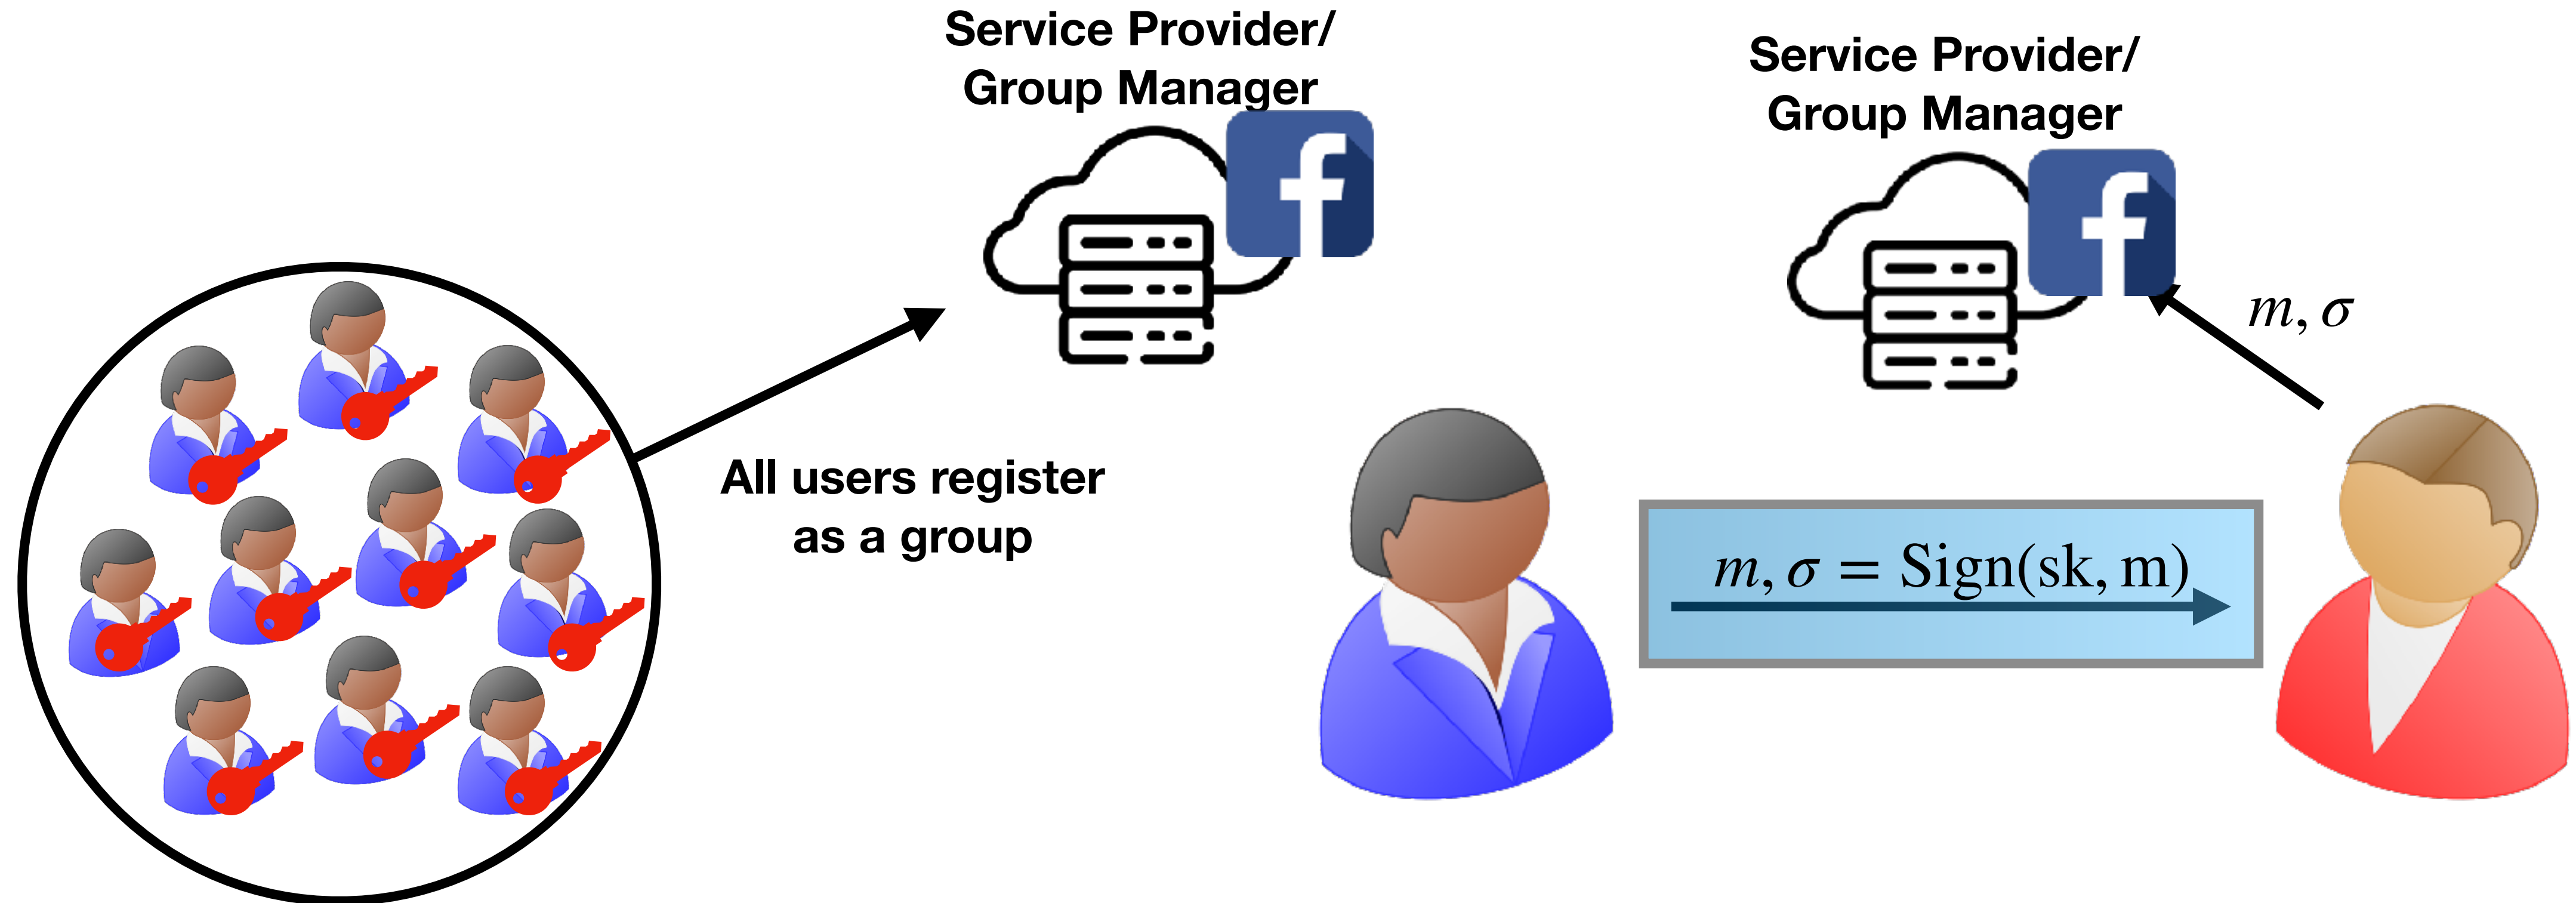 Service Provider/
Group Manager
f
All users register
as a group
Service Provider/
Group Manager
f
m, σ
m, σ = Sign(sk, m)